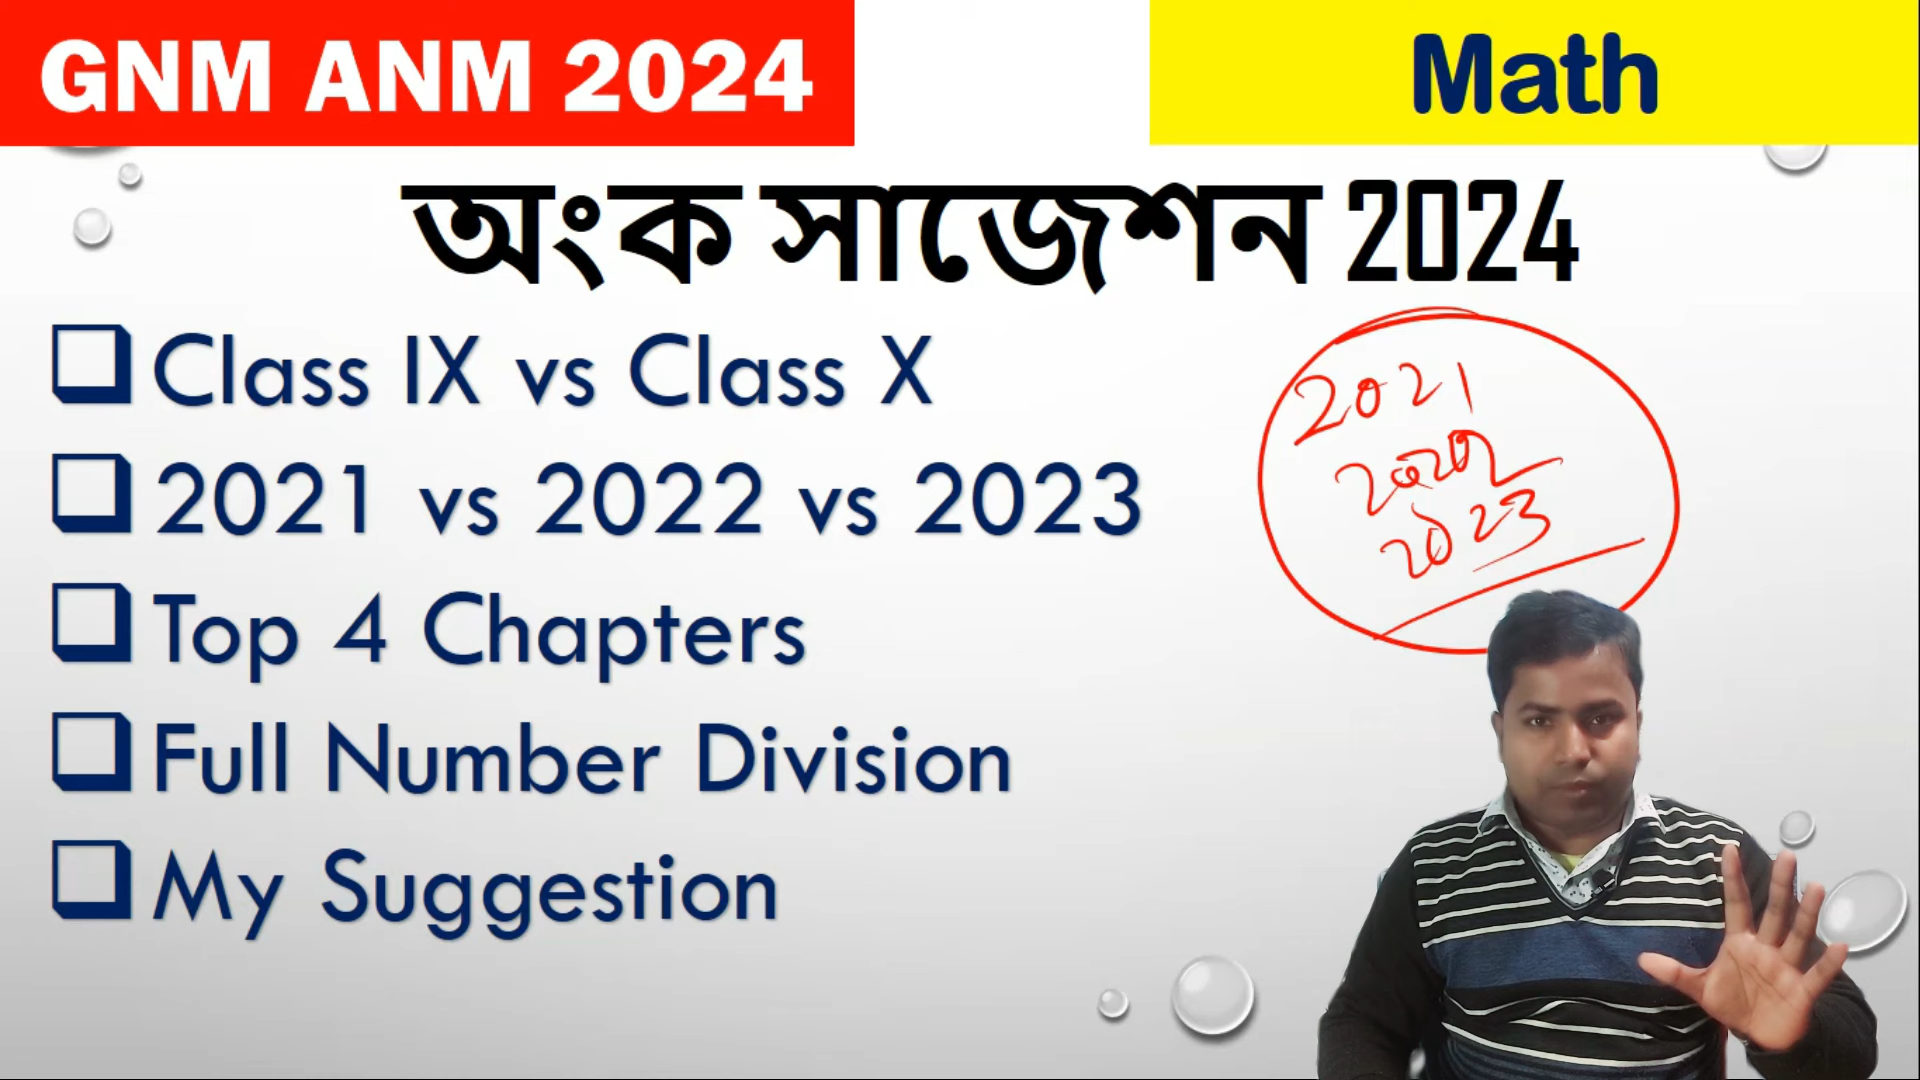 GNM ANM 2024
Math
অংক সাজেশন 2024
Class IX vs Class X
2021 vs 2022 vs 2023
Top 4 Chapters
Full Number Division
My Suggestion
2021
2022
2023